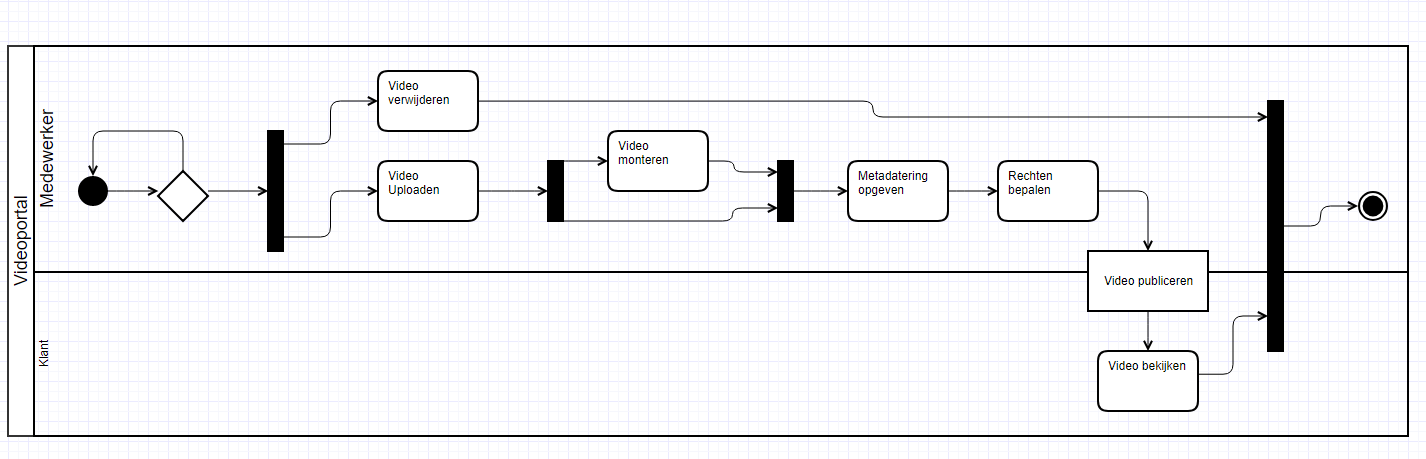 Videoportal
Medewerker
Video
verwijderen
Video
Uploaden
Video
monteren
Metadatering
opgeven
Rechten
bepalen
Video publiceren
Klant
Video bekijken